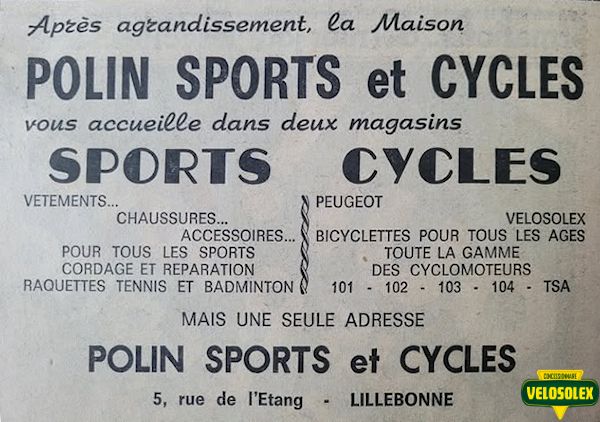 Après agrandissement, la Maison
POLIN SPORTS et CYCLES
vous accueille dans deux magasins
SPORTS
VETEMENTS...
CHAUSSURES...
ACCESSOIRES...
POUR TOUS LES SPORTS
CORDAGE ET REPARATION
RAQUETTES TENNIS ET BADMINTON
CYCLES
PEUGEOT
VELOSOLEX
BICYCLETTES POUR TOUS LES AGES
TOUTE LA GAMME
DES CYCLOMOTEURS
101 - 102 - 103 - 104 - TSA
MAIS UNE SEULE ADRESSE
POLIN SPORTS et CYCLES
5, rue de l'Etang - LILLEBONNE
CONCESSIONNAIRE
VELOSOLEX